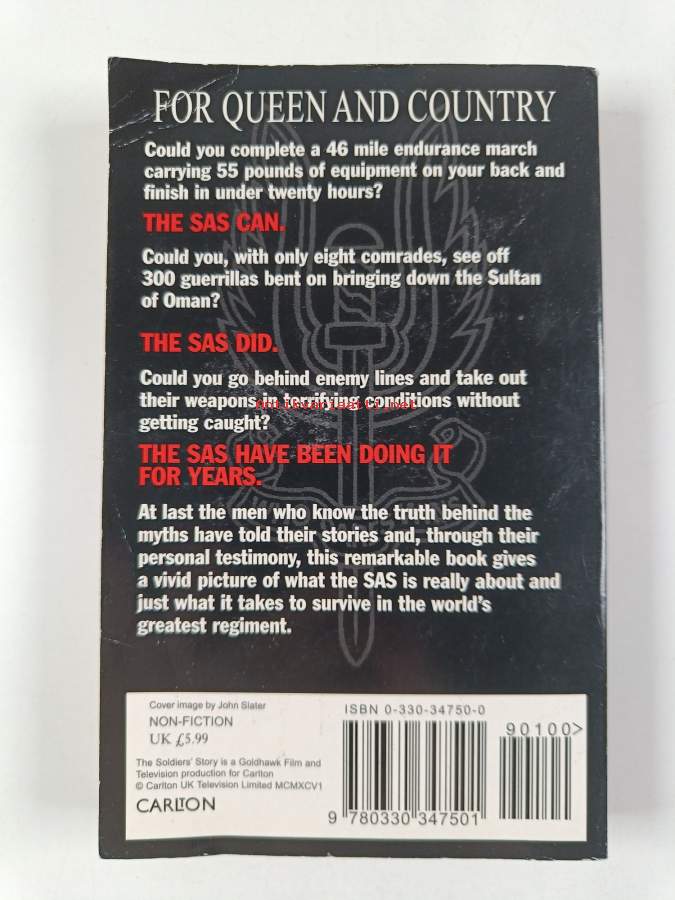 FOR QUEEN AND COUNTRY
Could you complete a 46 mile endurance march
carrying 55 pounds of equipment on your back and
finish in under twenty hours?
THE SAS CAN.
Could you, with only eight comrades, see off
300 guerrillas bent on bringing down the Sultan
of Oman?
THE SAS DID.
Could you go behind enemy lines and take out
their weapons in terrifying conditions without
getting caught?
THE SAS HAVE BEEN DOING IT
FOR YEARS.
At last the men who know the truth behind the
myths have told their stories and, through their
personal testimony, this remarkable book gives
a vivid picture of what the SAS is really about and
just what it takes to survive in the world's
greatest regiment.
Cover image by John Slater
NON-FICTION
UK £5.99
The Soldiers' Story is a Goldhawk Film and
Television production for Carlton
© Carlton UK Television Limited MCMXCV1
CARLTON
ISBN 0-330-34750-0
90100>
9 780330 347501